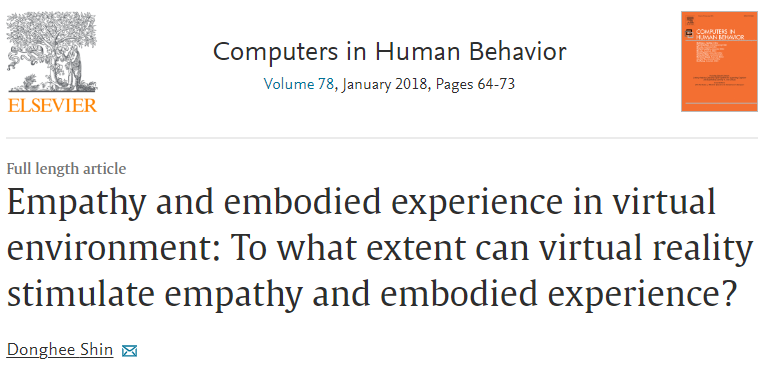 Computers in Human Behavior
Volume 78, January 2018, Pages 64-73
ELSEVIER
COMPUTERS IN
HUMAN BEHAVIOR
Full length article
Empathy and embodied experience in virtual
environment: To what extent can virtual reality
stimulate empathy and embodied experience?
Donghee Shin